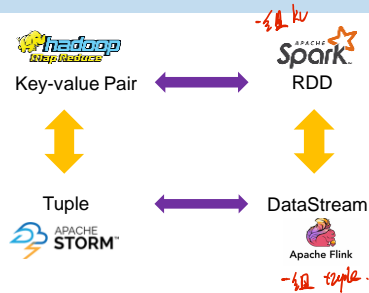 一组 kv
hadoop
Map Reduce
APACHE
Spark
Key-value Pair
RDD
Tuple
DataStream
APACHE
STORM™
Apache Flink
一组 tuple.